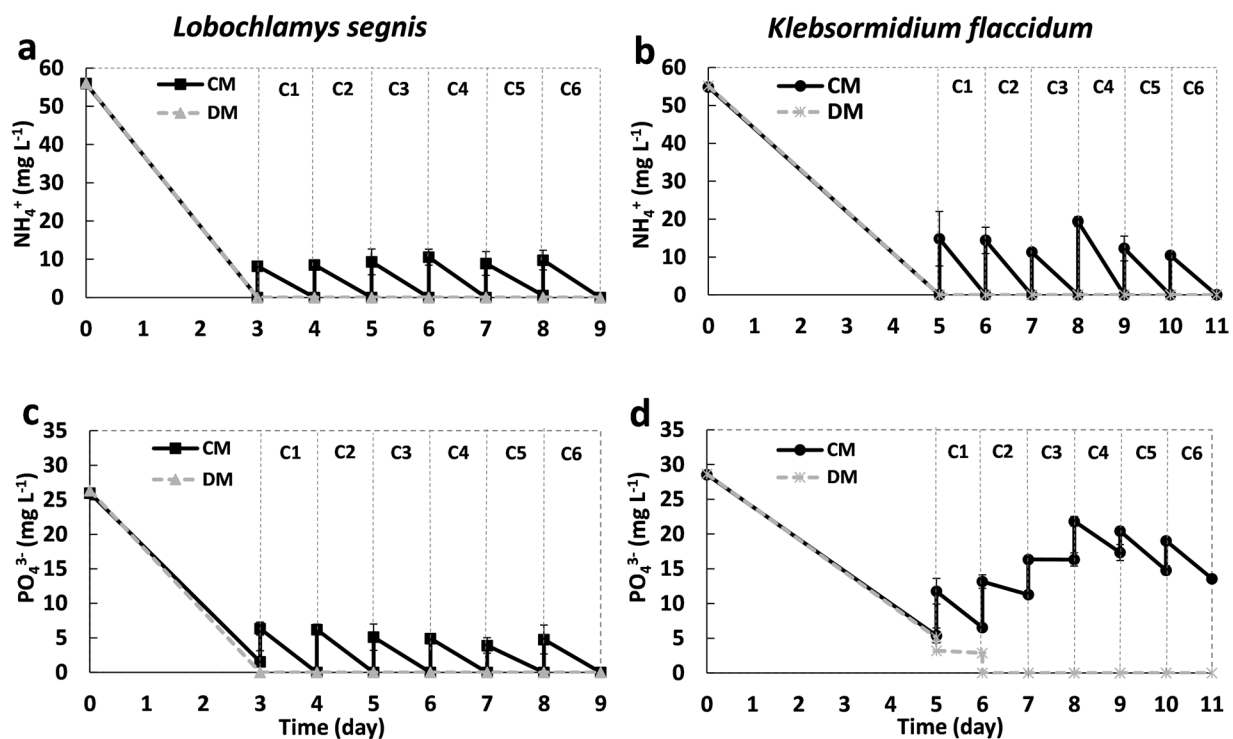 Lobochlamys segnis
Klebsormidium flaccidum
a
NH₄⁺ (mg L⁻¹)
60
50
40
30
20
10
0
CM
DM
C1 C2 C3 C4 C5 C6
0 1 2 3 4 5 6 7 8 9
b
NH₄⁺ (mg L⁻¹)
60
50
40
30
20
10
0
CM
DM
C1 C2 C3 C4 C5 C6
0 1 2 3 4 5 6 7 8 9 10 11
c
PO₄³⁻ (mg L⁻¹)
35
30
25
20
15
10
5
0
CM
DM
C1 C2 C3 C4 C5 C6
0 1 2 3 4 5 6 7 8 9
Time (day)
d
PO₄³⁻ (mg L⁻¹)
35
30
25
20
15
10
5
0
CM
DM
C1 C2 C3 C4 C5 C6
0 1 2 3 4 5 6 7 8 9 10 11
Time (day)